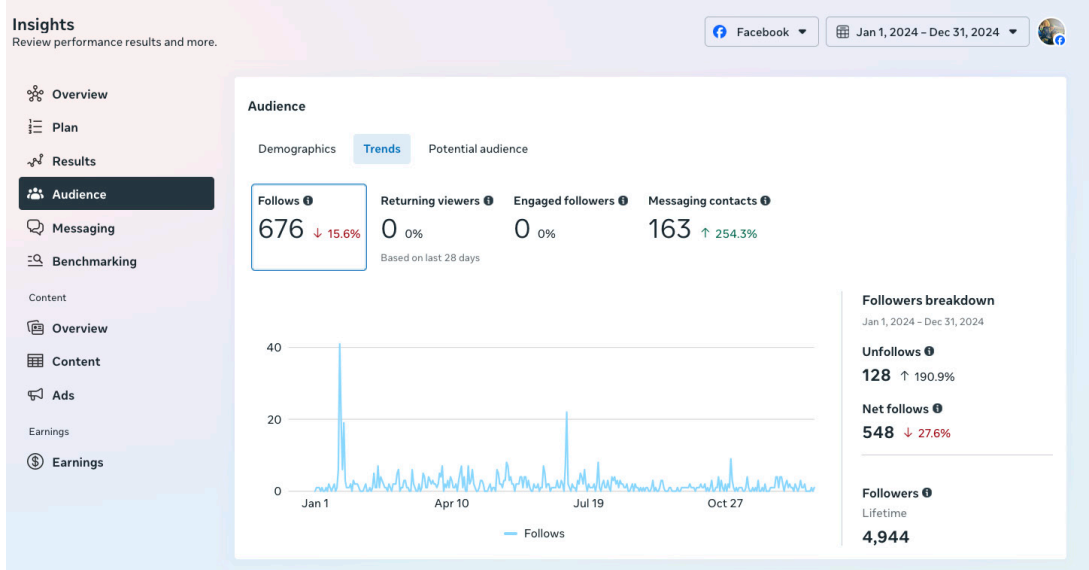 Insights
Review performance results and more.
Facebook
Jan 1, 2024 – Dec 31, 2024
Overview
Plan
Results
Audience
Messaging
Benchmarking
Content
Overview
Content
Ads
Earnings
Earnings
Audience
Demographics
Trends
Potential audience
Follows
676 ↓ 15.6%
Returning viewers
0 0%
Based on last 28 days
Engaged followers
0 0%
Messaging contacts
163 ↑ 254.3%
40
20
0
Jan 1
Apr 10
Jul 19
Oct 27
Follows
Followers breakdown
Jan 1, 2024 – Dec 31, 2024
Unfollows
128 ↑ 190.9%
Net follows
548 ↓ 27.6%
Followers
Lifetime
4,944